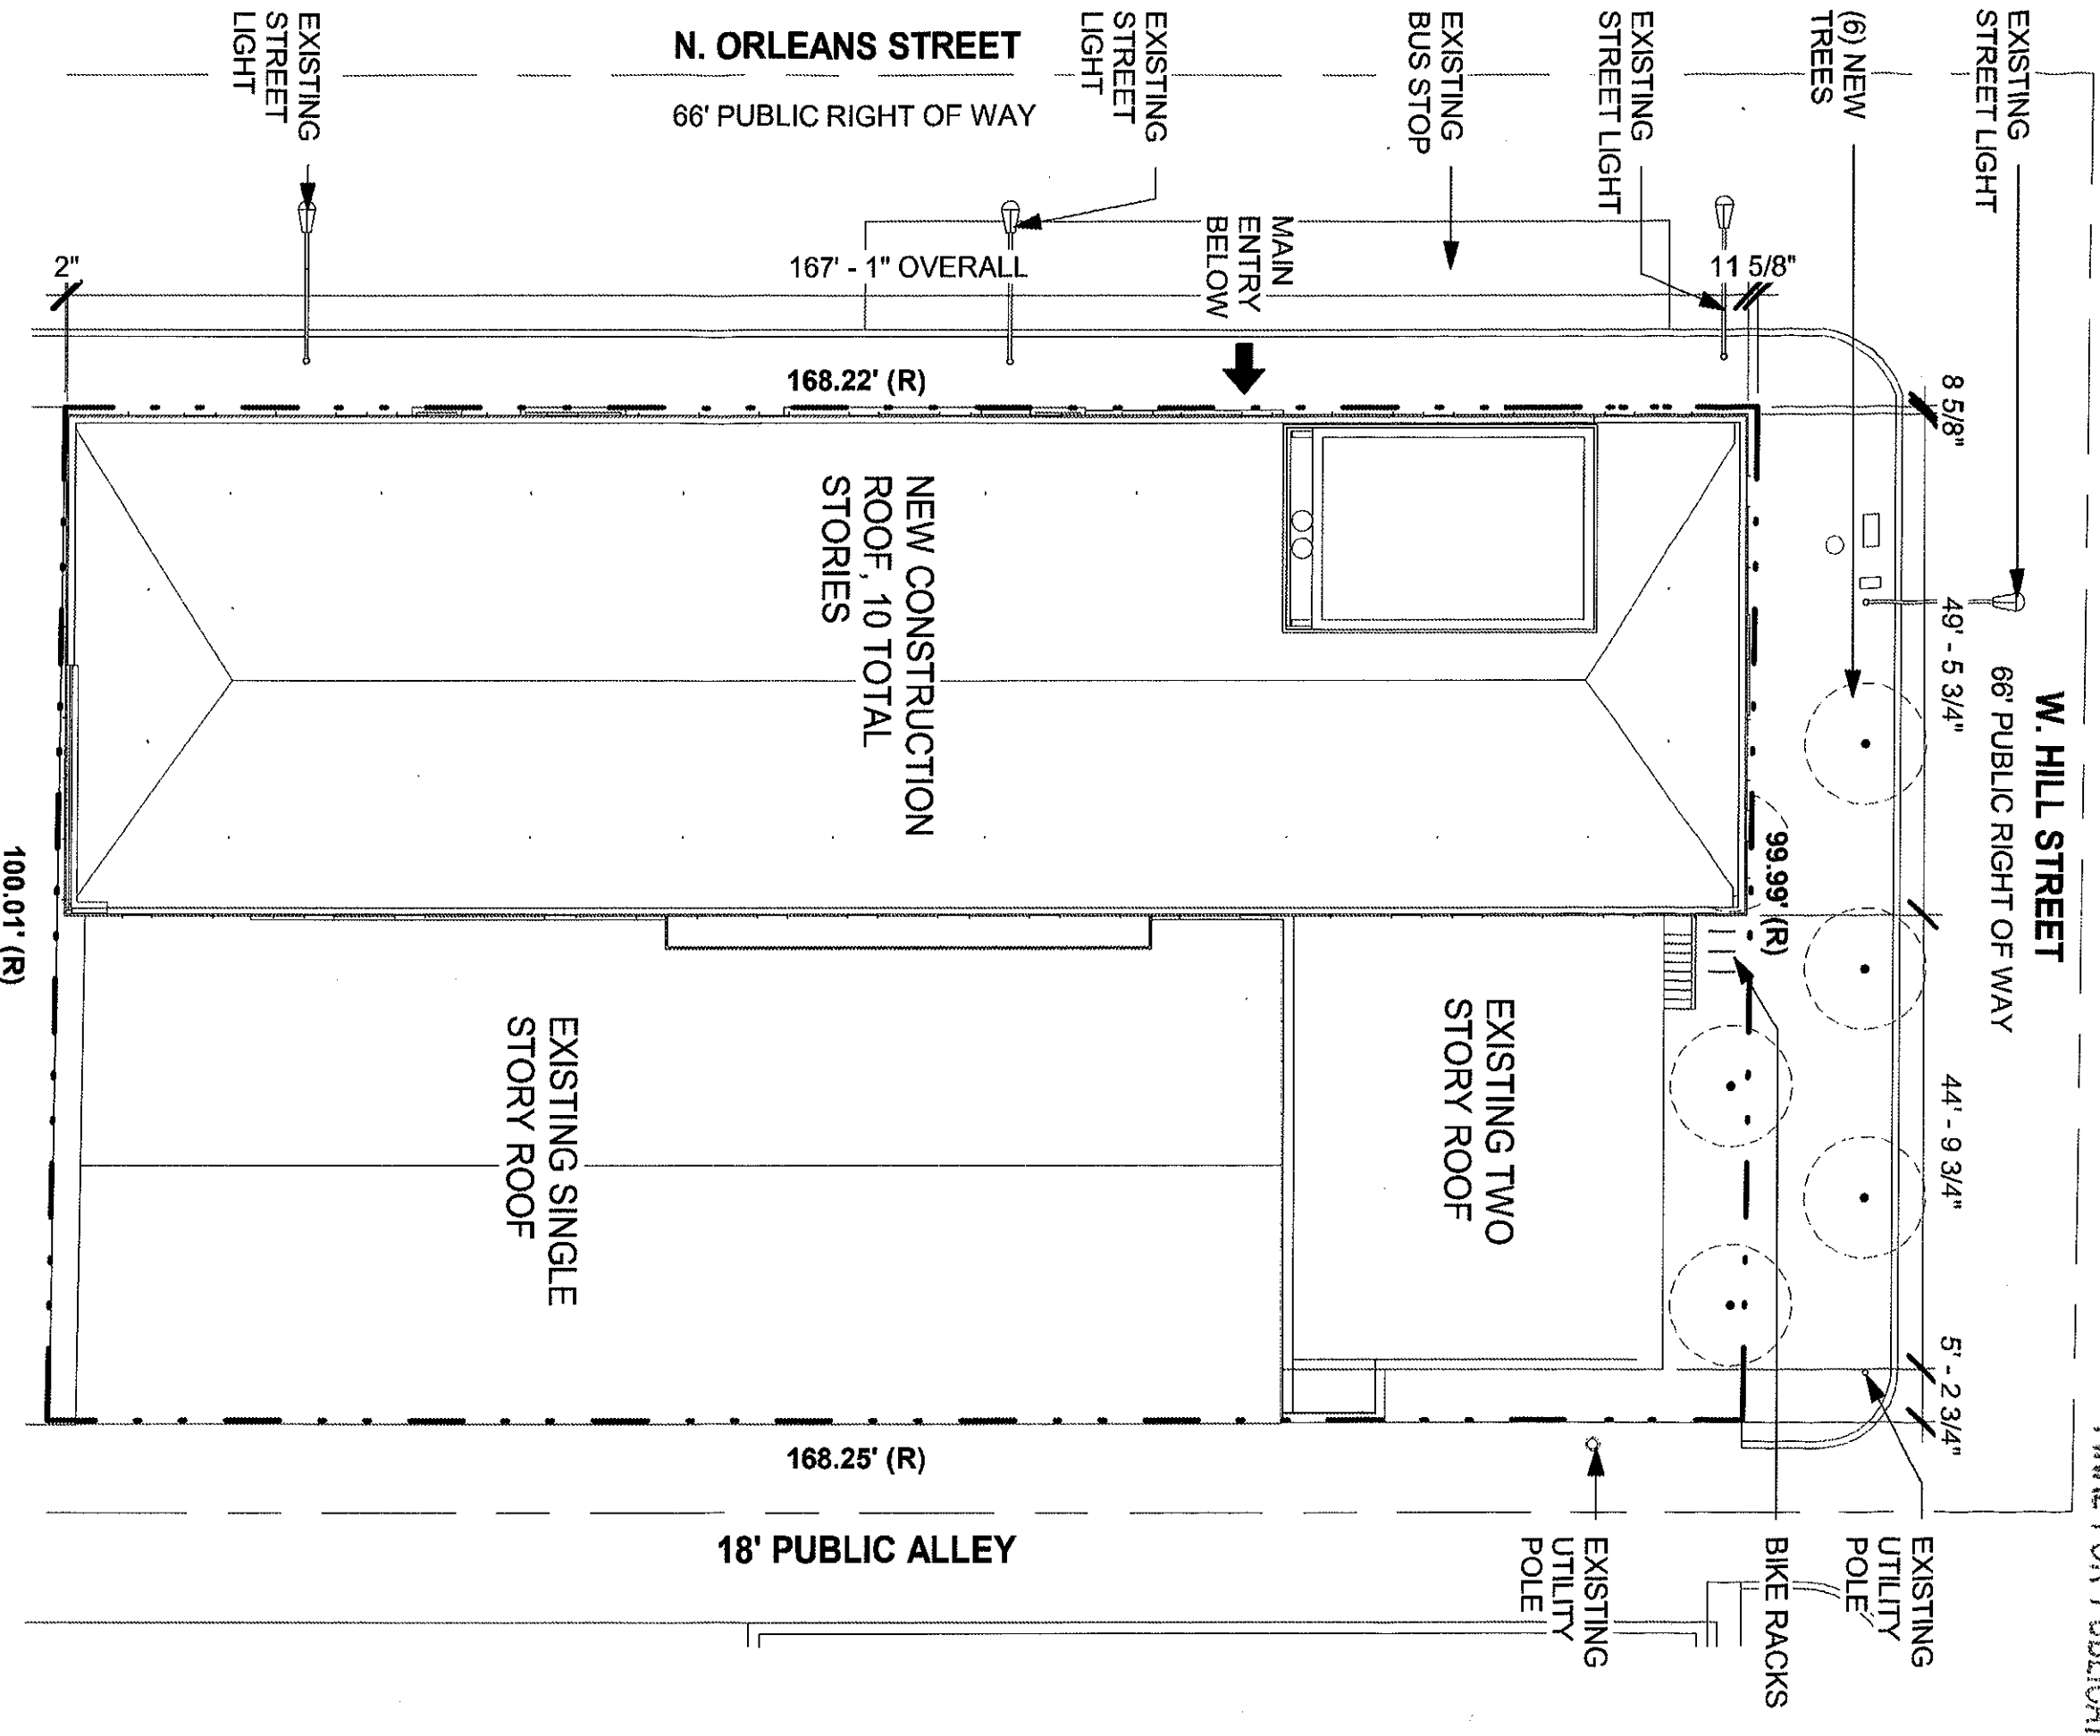 N. ORLEANS STREET
66' PUBLIC RIGHT OF WAY
EXISTING
STREET
LIGHT
EXISTING
STREET
LIGHT
EXISTING
BUS STOP
EXISTING
STREET LIGHT
(6) NEW
TREES
EXISTING
STREET LIGHT
2"
167' - 1" OVERALL
MAIN
ENTRY
BELOW
11 5/8"
168.22' (R)
8 5/8"
49' - 5 3/4"
44' - 9 3/4"
5' - 2 3/4"
W. HILL STREET
66' PUBLIC RIGHT OF WAY
NEW CONSTRUCTION
ROOF, 10 TOTAL
STORIES
99.99' (R)
100.01' (R)
EXISTING SINGLE
STORY ROOF
EXISTING TWO
STORY ROOF
168.25' (R)
18' PUBLIC ALLEY
EXISTING
UTILITY
POLE
BIKE RACKS
EXISTING
UTILITY
POLE